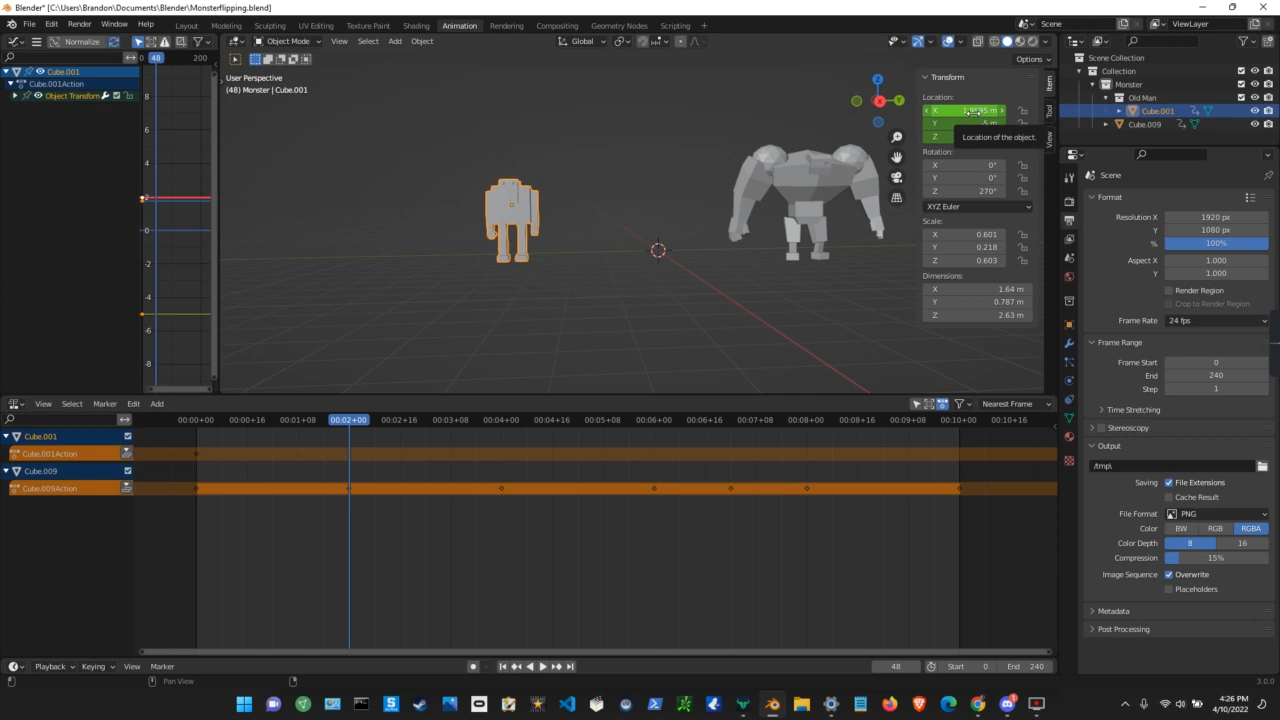 Blender* [C:\Users\Brandon\Documents\Blender\Monsterflipping.blend]
File Edit Render Window Help Layout Modeling Sculpting UV Editing Texture Paint Shading Animation Rendering Compositing Geometry Nodes Scripting + Scene ViewLayer
Normalize Object Mode View Select Add Object Global
0 48 200 Options
Cube.001
Cube.001Action
Object Transform
8
6
4
2
0
-2
-4
-6
-8
User Perspective
(48) Monster | Cube.001
X
Y
Z
Transform
Location:
X
Y -5 m
Z
Location of the object.
Rotation:
X 0°
Y 0°
Z 270°
XYZ Euler
Scale:
X 0.601
Y 0.218
Z 0.603
Dimensions:
X 1.64 m
Y 0.787 m
Z 2.63 m
Item
Tool
View
Scene Collection
Collection
Monster
Old Man
Cube.001
Cube.009
Scene
Format
Resolution X 1920 px
Y 1080 px
% 100%
Aspect X 1.000
Y 1.000
Render Region
Crop to Render Region
Frame Rate 24 fps
Frame Range
Frame Start 0
End 240
Step 1
Time Stretching
Stereoscopy
Output
/tmp\
Saving File Extensions
Cache Result
File Format PNG
Color BW RGB RGBA
Color Depth 8 16
Compression 15%
Image Sequence Overwrite
Placeholders
Metadata
Post Processing
View Select Marker Edit Add Nearest Frame
00:00+00 00:00+16 00:01+08 00:02+00 00:02+16 00:03+08 00:04+00 00:04+16 00:05+08 00:06+00 00:06+16 00:07+08 00:08+00 00:08+16 00:09+08 00:10+00 00:10+16
Cube.001
Cube.001Action
Cube.009
Cube.009Action
Playback Keying View Marker 48 Start 0 End 240
Pan View 3.0.0
4:26 PM
4/10/2022